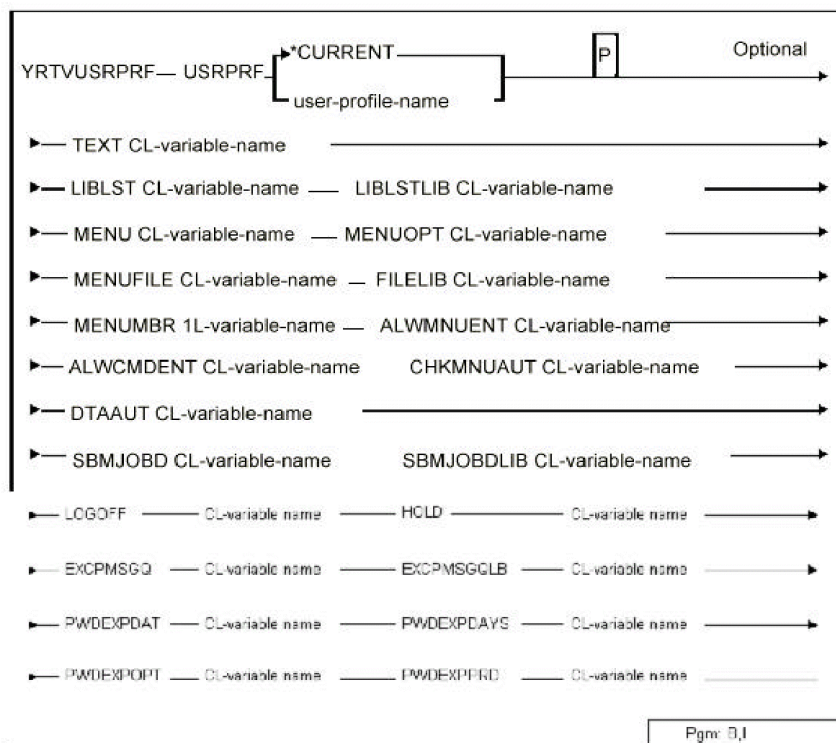 *CURRENT
P
Optional
YRTVUSRPRF USRPRF
user-profile-name
TEXT CL-variable-name
LIBLST CL-variable-name LIBLSTLIB CL-variable-name
MENU CL-variable-name MENUOPT CL-variable-name
MENUFILE CL-variable-name FILELIB CL-variable-name
MENUMBR 1L-variable-name ALWMNUENT CL-variable-name
ALWCMDENT CL-variable-name CHKMNUAUT CL-variable-name
DTAAUT CL-variable-name
SBMJOBD CL-variable-name SBMJOBDLIB CL-variable-name
LOGOFF CL-variable name HOLD CL-variable name
EXCPMSGQ CL-variable name EXCPMSGQLB CL-variable name
PWDEXPDAT CL-variable name PWDEXPDAYS CL-variable name
PWDEXPOPT CL-variable name PWDEXPPRD CL-variable name
Pgm: B,I